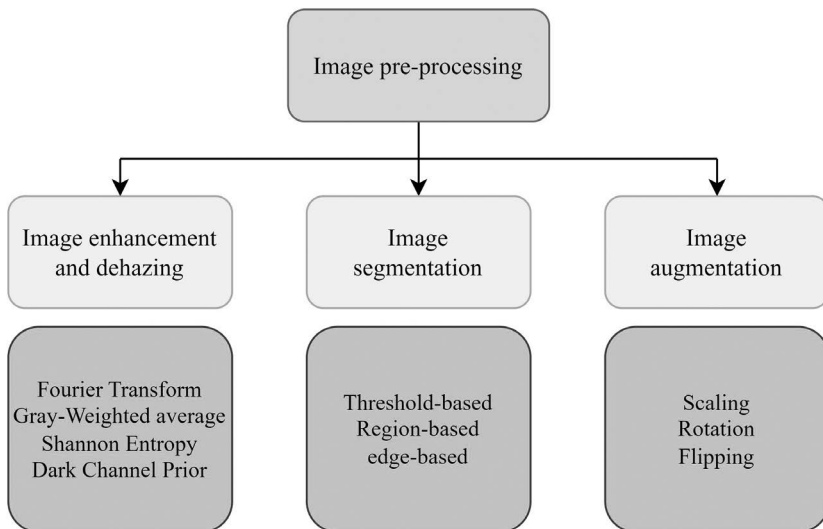 Image pre-processing
Image enhancement
and dehazing
Image
segmentation
Image
augmentation
Fourier Transform
Gray-Weighted average
Shannon Entropy
Dark Channel Prior
Threshold-based
Region-based
edge-based
Scaling
Rotation
Flipping